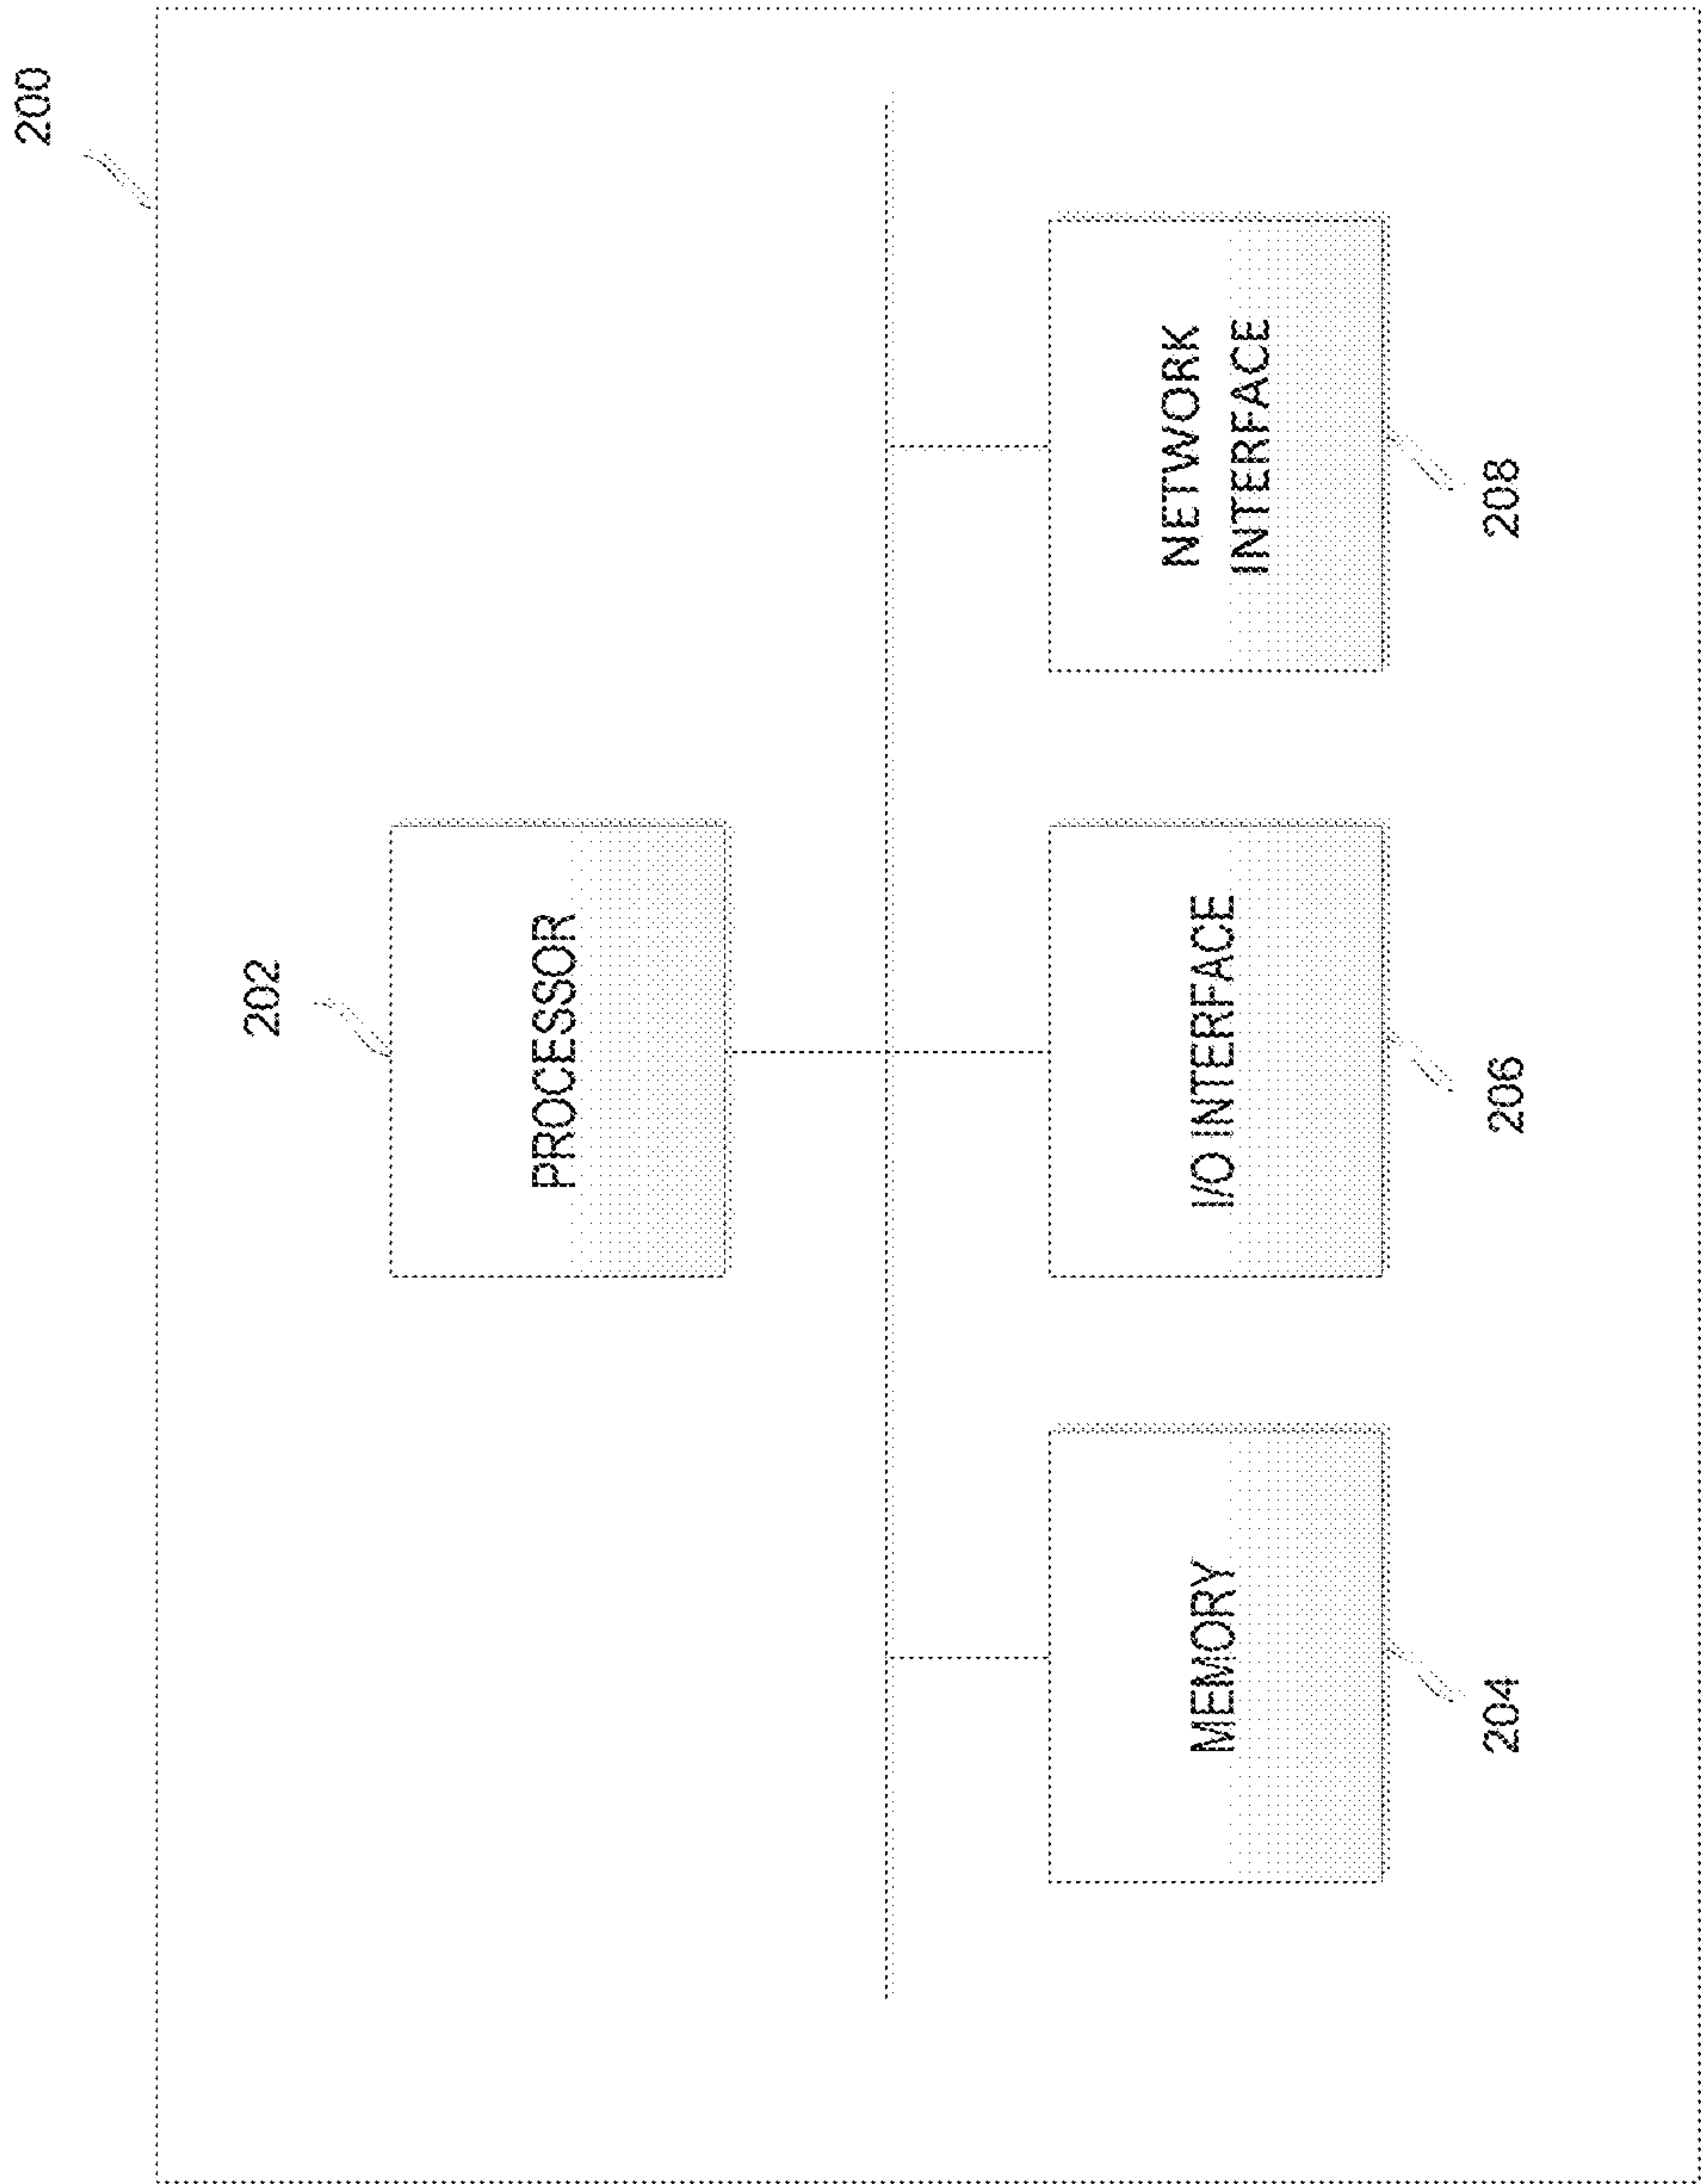 200
202
PROCESSOR
MEMORY
I/O INTERFACE
NETWORK
INTERFACE
204
206
208